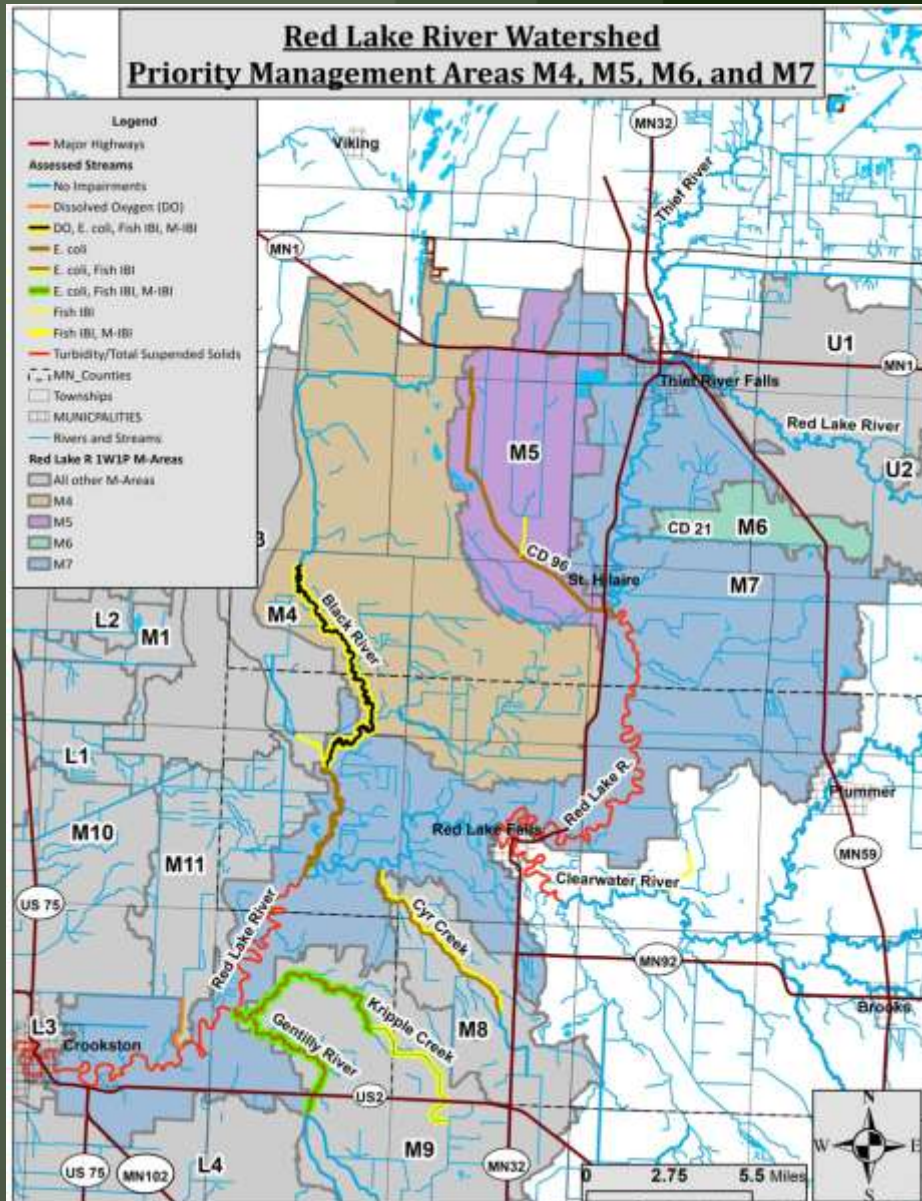 Red Lake River Watershed
Priority Management Areas M4, M5, M6, and M7
Legend
Major Highways
Assessed Streams
No Impairments
Dissolved Oxygen (DO)
DO, E. coli, Fish IBI, M-IBI
E. coli
E. coli, Fish IBI
E. coli, Fish IBI, M-IBI
Fish IBI
Fish IBI, M-IBI
Turbidity/Total Suspended Solids
MN_Counties
Townships
MUNICPALITIES
Rivers and Streams
Red Lake R 1W1P M-Areas
All other M-Areas
M4
M5
M6
M7
Viking
MN32
Thief River
MN1
U1
MN1
Thief River Falls
Red Lake River
U2
M5
CD 21
M6
CD 96
St. Hilaire
M7
M4
Black River
L2
M1
L1
M10
M11
Red Lake R.
Red Lake Falls
Plummer
MN59
Clearwater River
US 75
Red Lake River
Cyr Creek
MN92
Brooks
Kripple Creek
M8
Gentilly River
L3
Crookston
US2
M9
US 75
MN102
L4
MN32
N
W
E
0 2.75 5.5 Miles